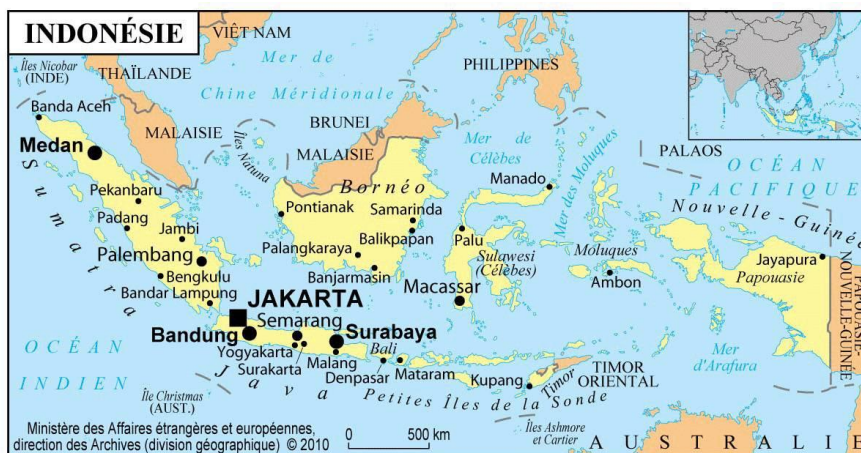 INDONÉSIE
VIÊT NAM
Îles Nicobar
(INDE)
THAÏLANDE
Mer de
Chine Méridionale
PHILIPPINES
Banda Aceh
MALAISIE
BRUNEI
MALAISIE
Îles Natuna
Mer de
Célèbes
Mer des Moluques
PALAOS
OCÉAN
PACIFIQUE
Medan
Sumatra
Bornéo
Manado
Nouvelle-Guinée
Pekanbaru
Pontianak
Samarinda
Padang
Jambi
Palangkaraya
Balikpapan
Palu
Sulawesi
(Célèbes)
Moluques
Jayapura
Papouasie
PAPOUASIE-
NOUVELLE-GUINÉE
Palembang
Bengkulu
Banjarmasin
Macassar
Ambon
Bandar Lampung
JAKARTA
Semarang
Bandung
Surabaya
Yogyakarta
Surakarta
Malang
Bali
Denpasar
Mataram
Kupang
Timor
TIMOR
ORIENTAL
Mer
d'Arafura
OCÉAN
INDIEN
Java
Petites Îles de la Sonde
Île Christmas
(AUST.)
Îles Ashmore
et Cartier
AUSTRALIE
Ministère des Affaires étrangères et européennes,
direction des Archives (division géographique) © 2010
0 500 km